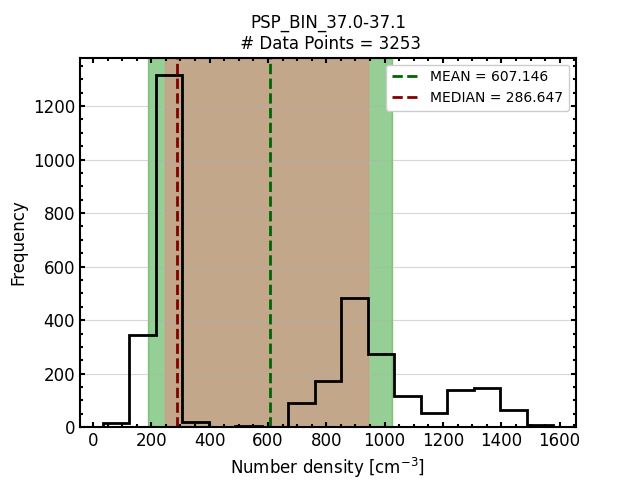 PSP_BIN_37.0-37.1
# Data Points = 3253
MEAN = 607.146
MEDIAN = 286.647
Frequency
1200
1000
800
600
400
200
0
0 200 400 600 800 1000 1200 1400 1600
Number density [cm⁻³]